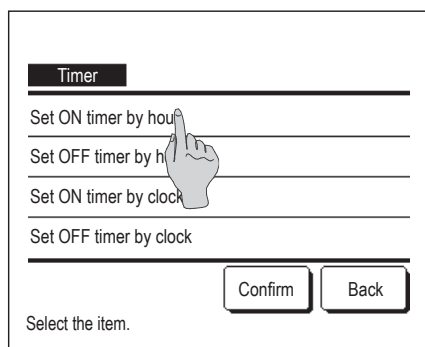 Timer
Set ON timer by hou
Set OFF timer by h
Set ON timer by clock
Set OFF timer by clock
Confirm Back
Select the item.